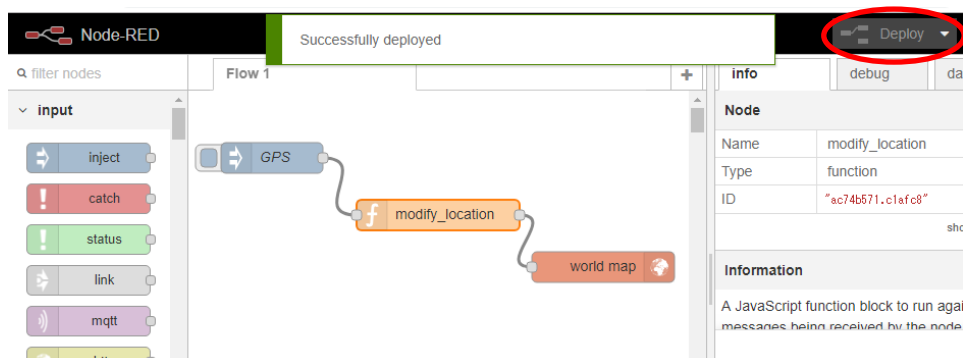 Node-RED
Successfully deployed
Deploy
filter nodes
Flow 1
+
info
debug
input
inject
catch
status
link
mqtt
GPS
f
modify_location
world map
Node
Name modify_location
Type function
ID "ac74b571.c1afc8"
Information
A JavaScript function block to run
messages being received by the node